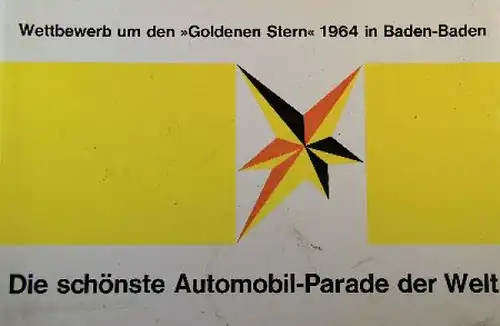 Wettbewerb um den »Goldenen Stern« 1964 in Baden-Baden
Die schönste Automobil-Parade der Welt